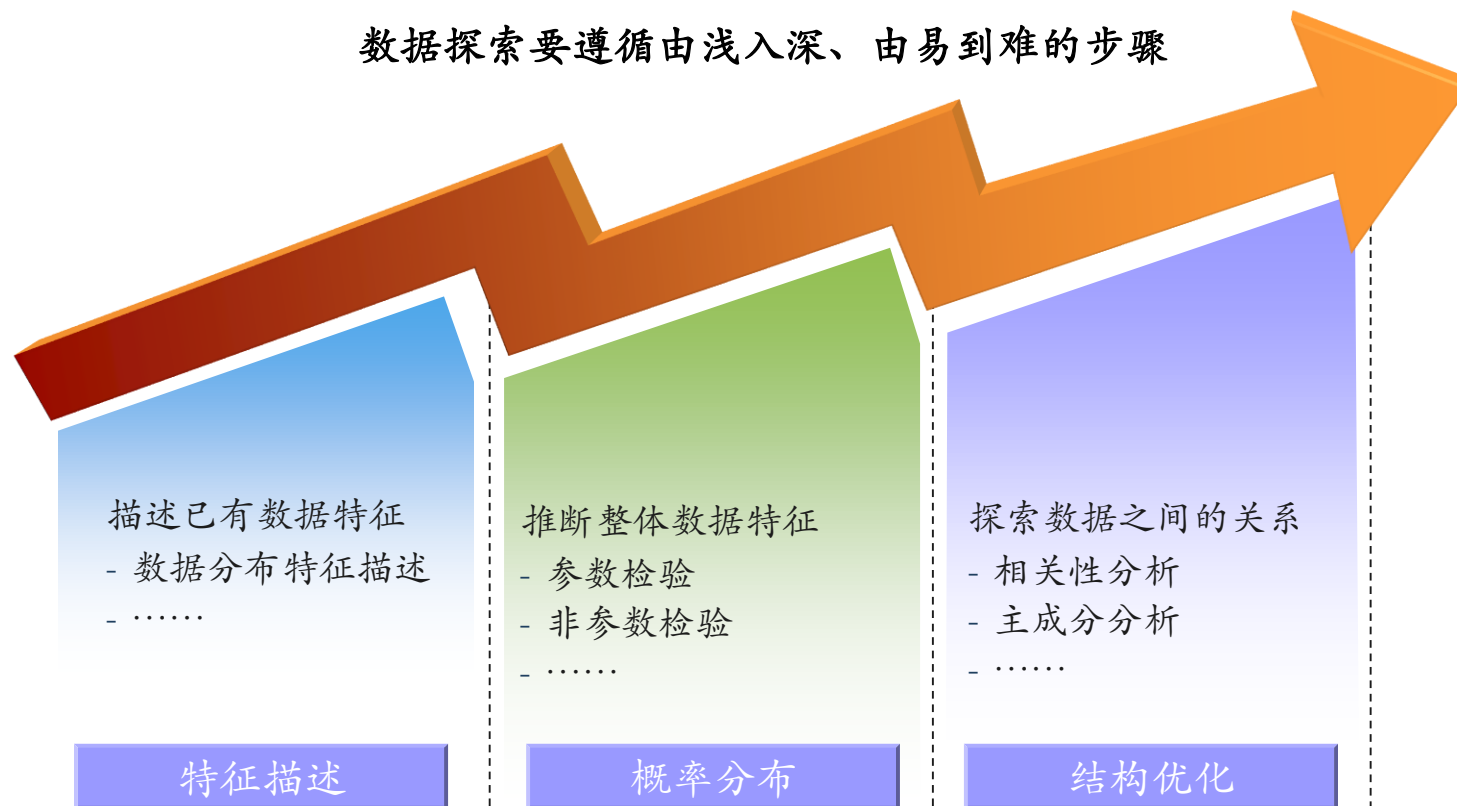 数据探索要遵循由浅入深、由易到难的步骤
描述已有数据特征
- 数据分布特征描述
- ……
特征描述
推断整体数据特征
- 参数检验
- 非参数检验
- ……
概率分布
探索数据之间的关系
- 相关性分析
- 主成分分析
- ……
结构优化